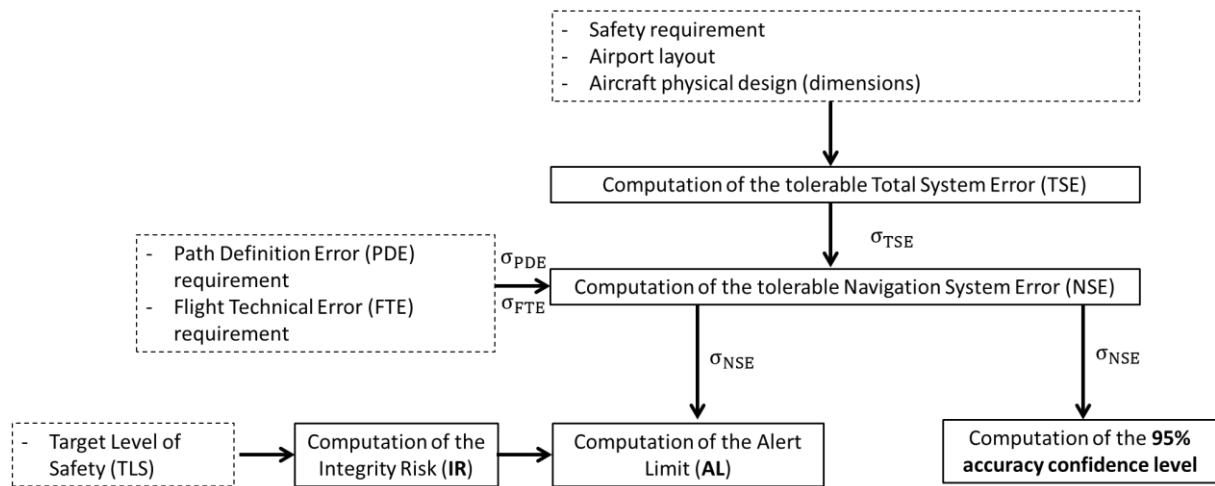 - Safety requirement
- Airport layout
- Aircraft physical design (dimensions)
Computation of the tolerable Total System Error (TSE)
σTSE
- Path Definition Error (PDE)
requirement
- Flight Technical Error (FTE)
requirement
σPDE
σFTE
Computation of the tolerable Navigation System Error (NSE)
σNSE
σNSE
- Target Level of
Safety (TLS)
Computation of the
Integrity Risk (IR)
Computation of the Alert
Limit (AL)
Computation of the 95%
accuracy confidence level